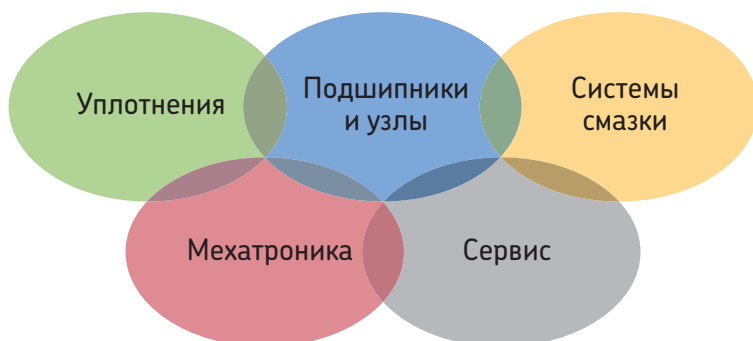 Уплотнения
Подшипники
и узлы
Системы
смазки
Мехатроника
Сервис